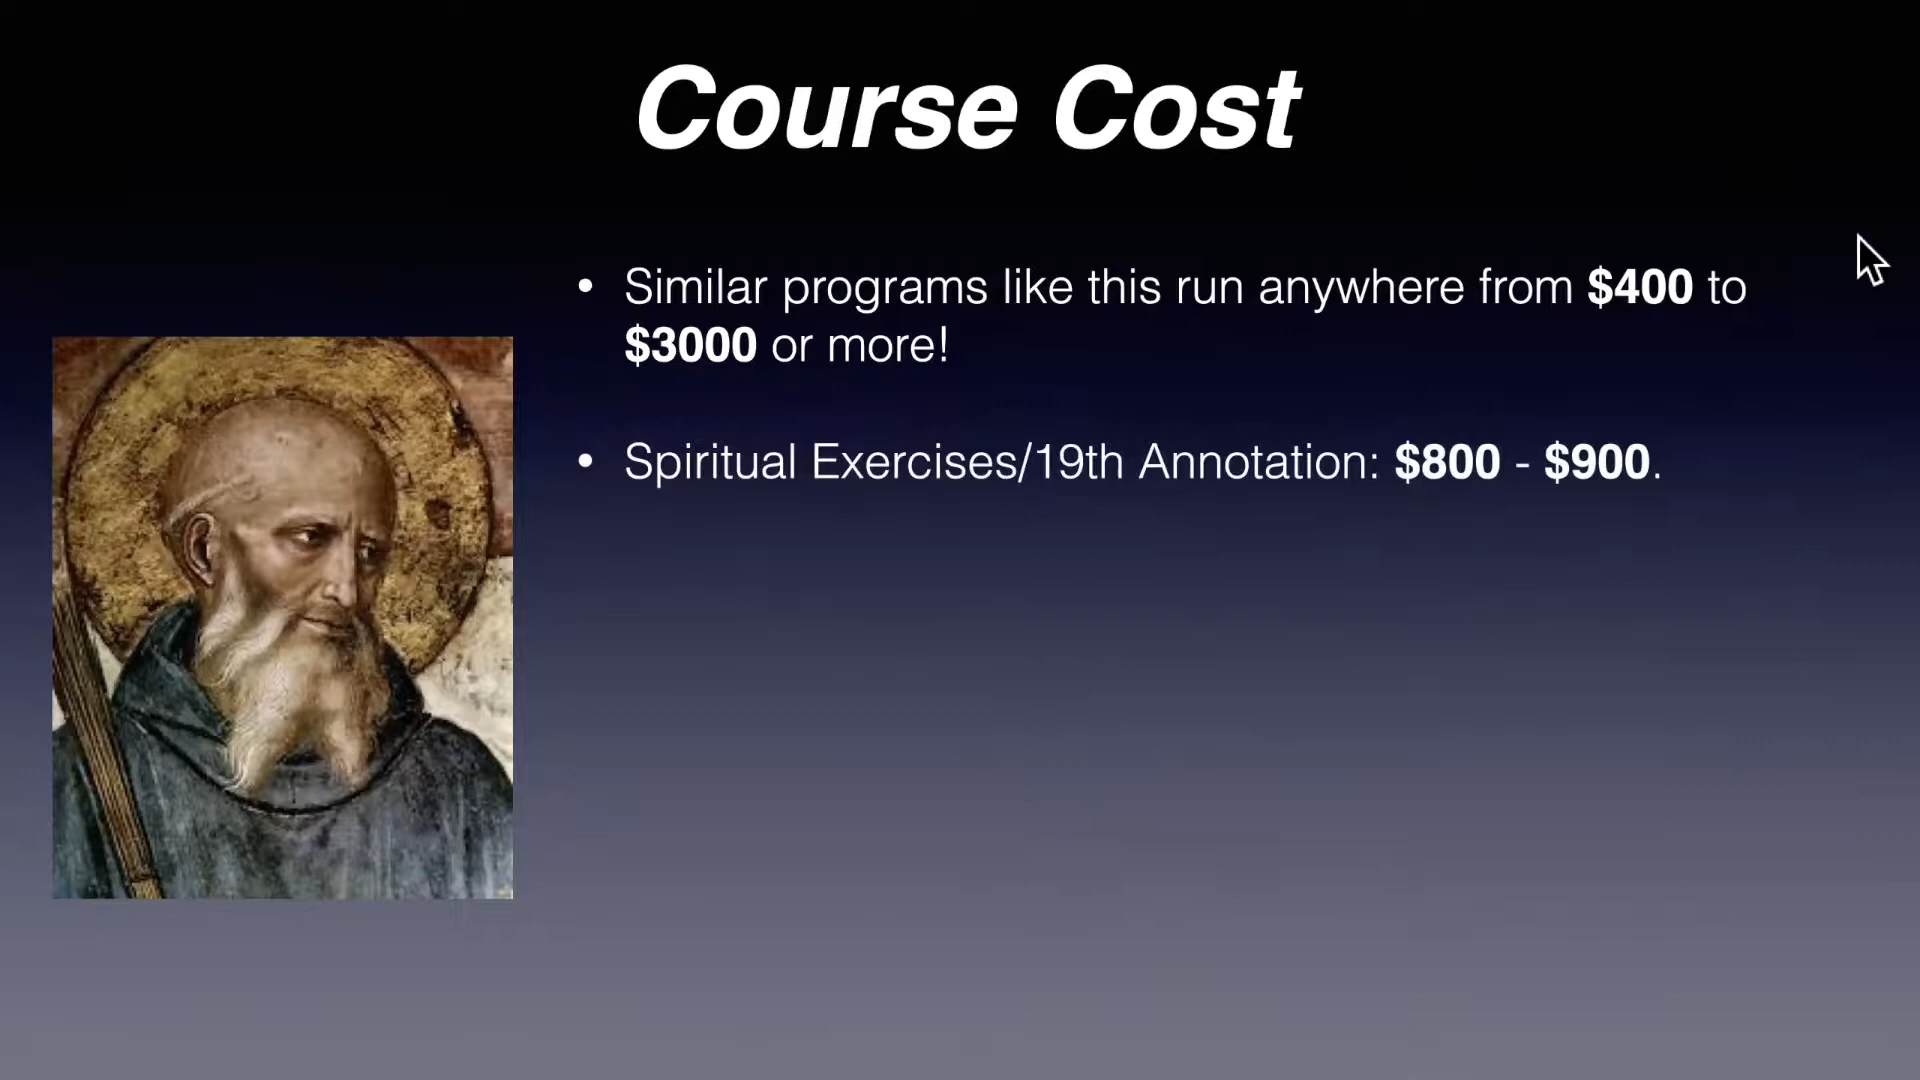 Course Cost
• Similar programs like this run anywhere from $400 to
$3000 or more!
• Spiritual Exercises/19th Annotation: $800 - $900.